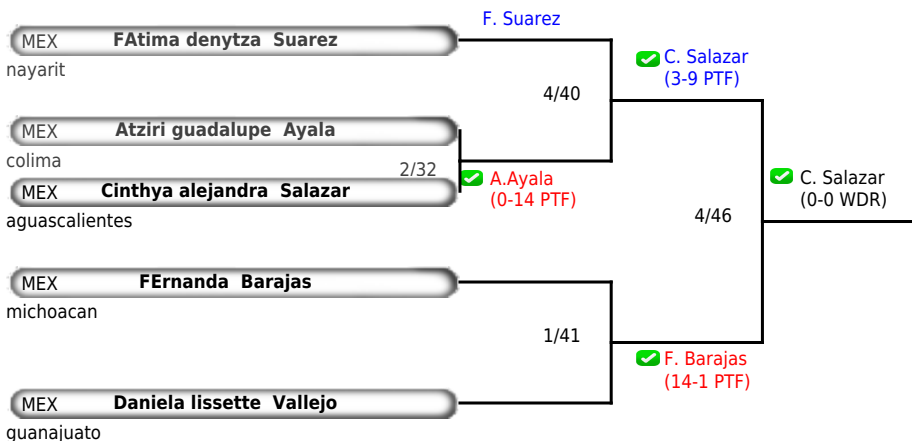 F. Suarez
MEX FAtima denytza Suarez
nayarit
C. Salazar
(3-9 PTF)
4/40
MEX Atziri guadalupe Ayala
colima
2/32
A.Ayala
(0-14 PTF)
MEX Cinthya alejandra Salazar
aguascalientes
C. Salazar
(0-0 WDR)
4/46
MEX FErnanda Barajas
michoacan
1/41
F. Barajas
(14-1 PTF)
MEX Daniela lissette Vallejo
guanajuato